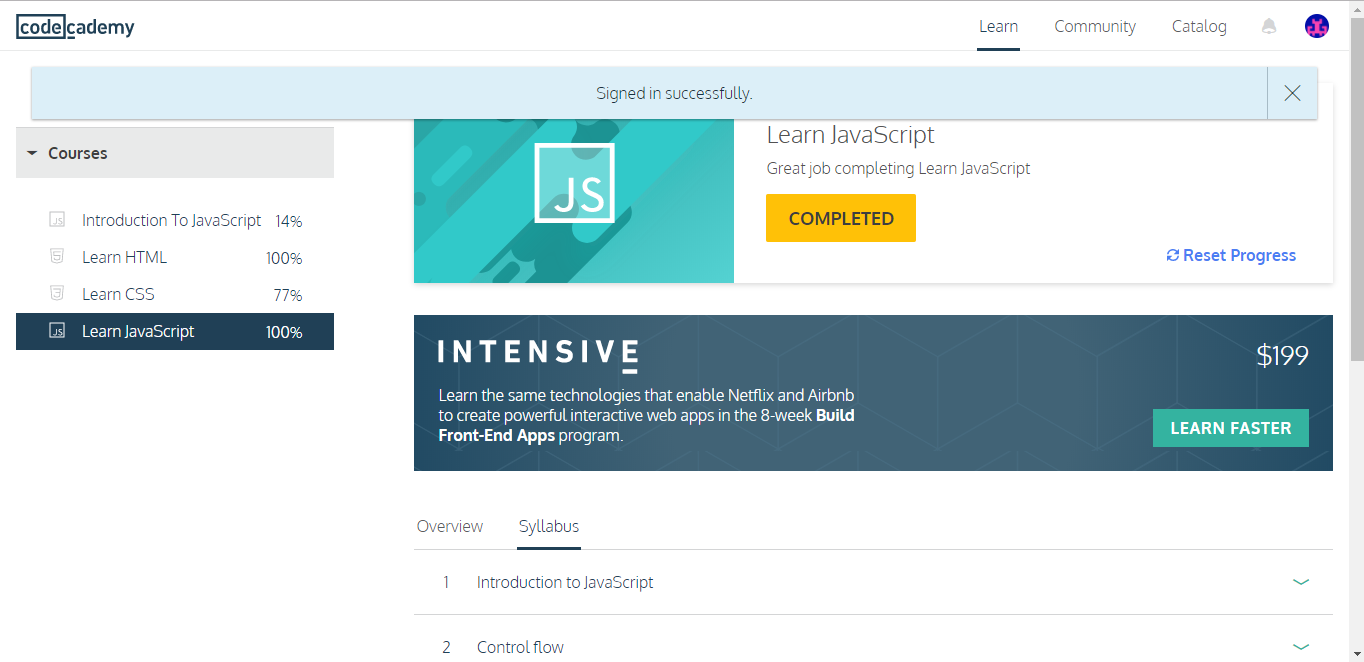 codecademy
Learn
Community
Catalog
Signed in successfully.
Courses
JS Introduction To JavaScript 14%
Learn HTML 100%
Learn CSS 77%
JS Learn JavaScript 100%
JS
Learn JavaScript
Great job completing Learn JavaScript
COMPLETED
Reset Progress
INTENSIVE
$199
Learn the same technologies that enable Netflix and Airbnb
to create powerful interactive web apps in the 8-week Build
Front-End Apps program.
LEARN FASTER
Overview
Syllabus
1 Introduction to JavaScript
2 Control flow